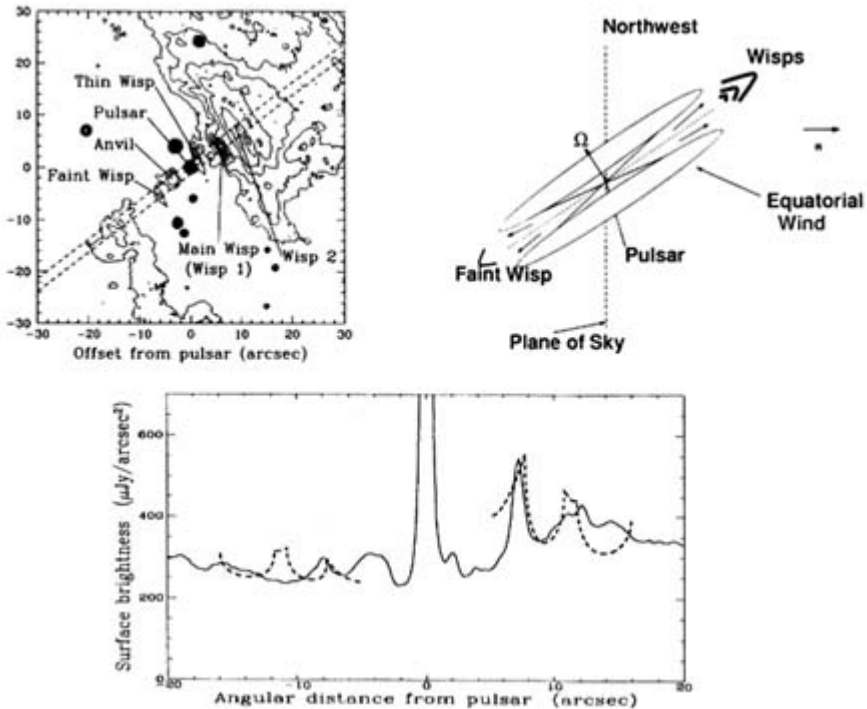 30
20
10
0
-10
-20
-30
Thin Wisp
Pulsar
Anvil
Faint Wisp
Main Wisp
(Wisp 1)
Wisp 2
-30 -20 -10 0 10 20 30
Offset from pulsar (arcsec)
Northwest
Wisps
Ω
n
Equatorial
Wind
Pulsar
Faint Wisp
Plane of Sky
Surface brightness (μJy/arcsec²)
600
400
200
0
-20 -10 0 10 20
Angular distance from pulsar (arcsec)